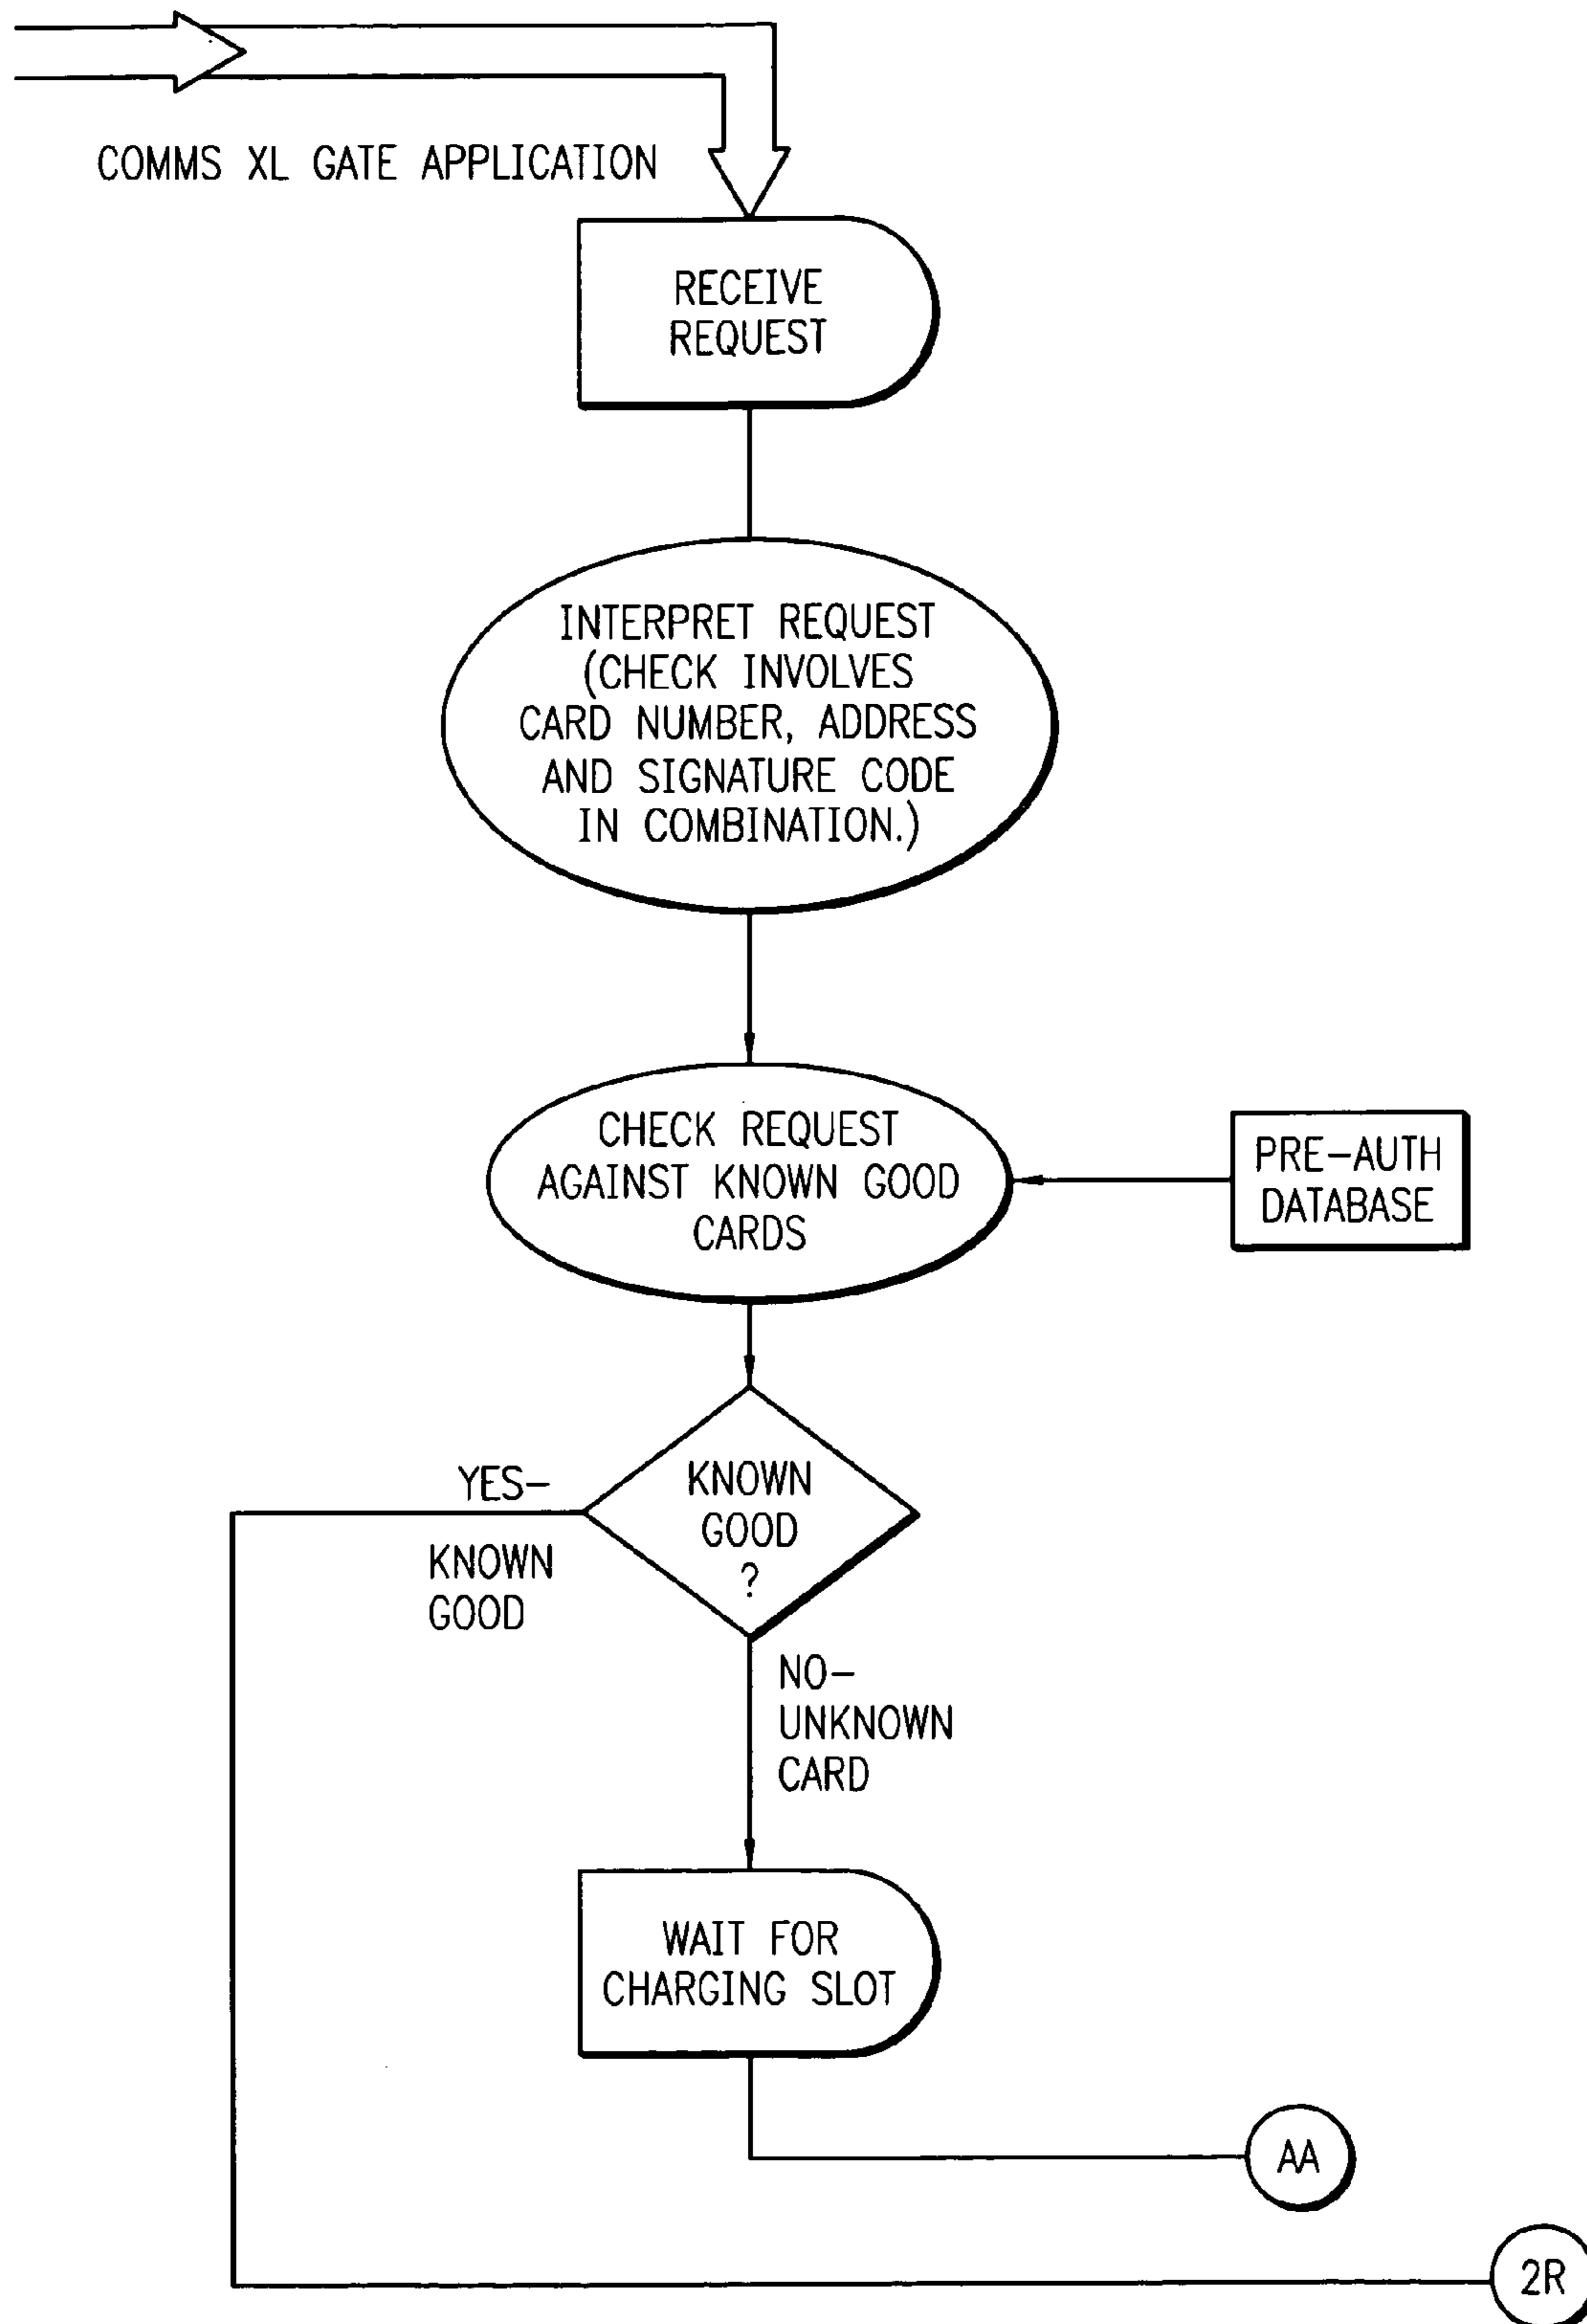 COMMS XL GATE APPLICATION
RECEIVE
REQUEST
INTERPRET REQUEST
(CHECK INVOLVES
CARD NUMBER, ADDRESS
AND SIGNATURE CODE
IN COMBINATION.)
CHECK REQUEST
AGAINST KNOWN GOOD
CARDS
PRE-AUTH
DATABASE
KNOWN
GOOD
?
YES-
KNOWN
GOOD
NO-
UNKNOWN
CARD
WAIT FOR
CHARGING SLOT
AA
2R